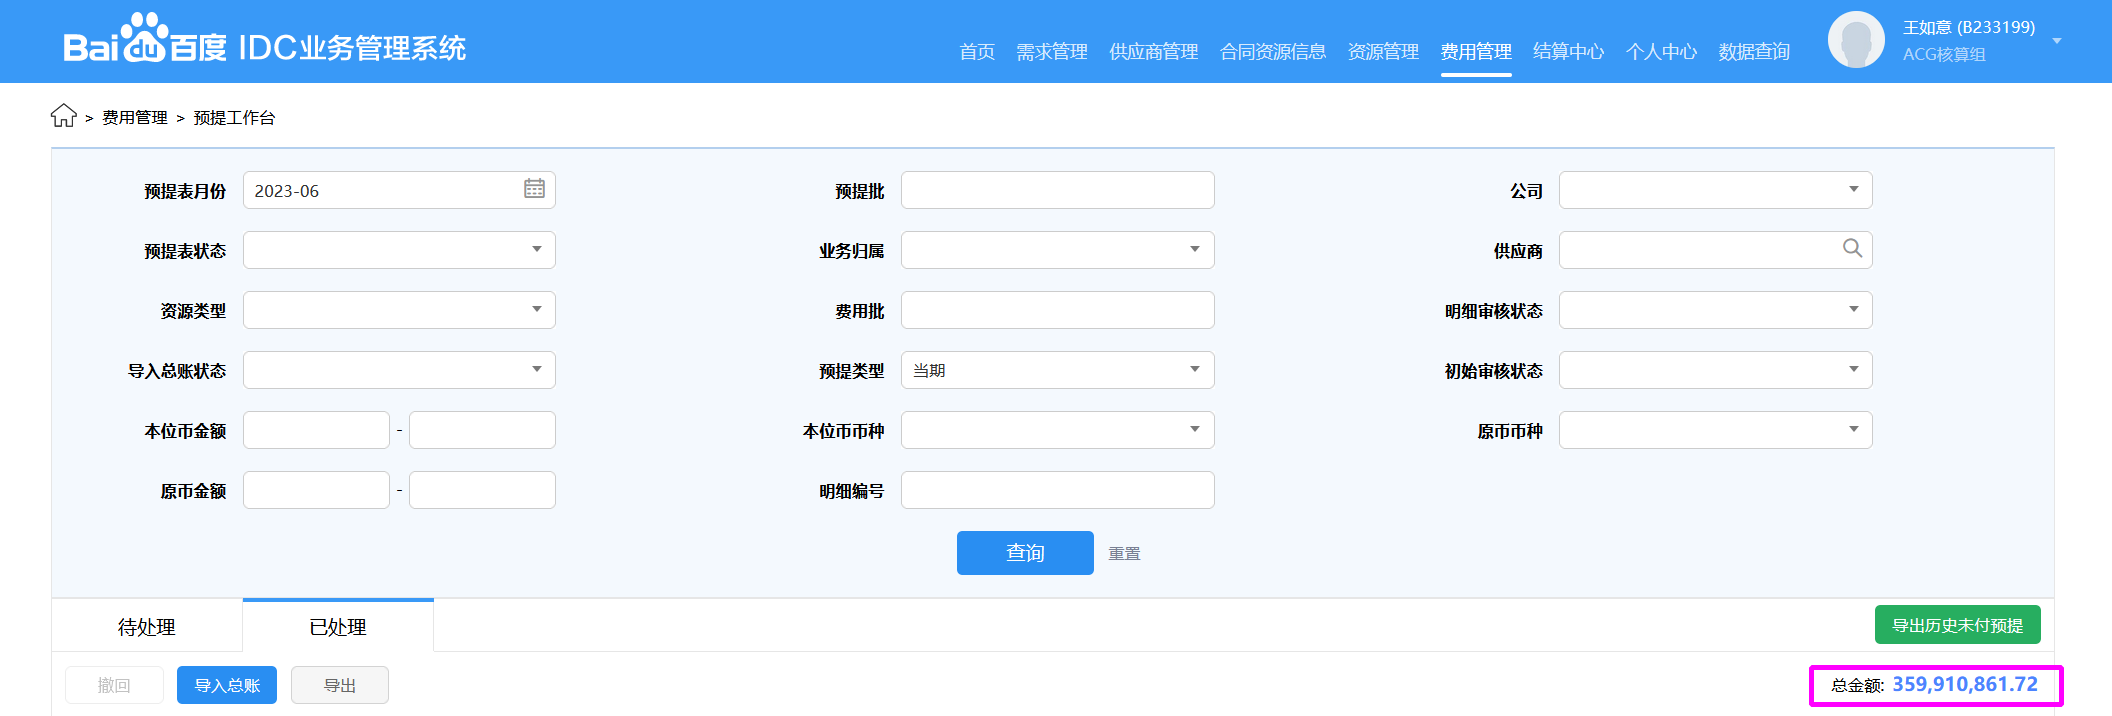 Bai du 百度 IDC业务管理系统
首页 需求管理 供应商管理 合同资源信息 资源管理 费用管理 结算中心 个人中心 数据查询
王如意 (B233199)
ACG核算组
> 费用管理 > 预提工作台
预提表月份 2023-06 预提批 公司
预提表状态 业务归属 供应商
资源类型 费用批 明细审核状态
导入总账状态 预提类型 当期 初始审核状态
本位币金额 - 本位币币种 原币币种
原币金额 - 明细编号
查询 重置
待处理 已处理 导出历史未付预提
撤回 导入总账 导出 总金额: 359,910,861.72